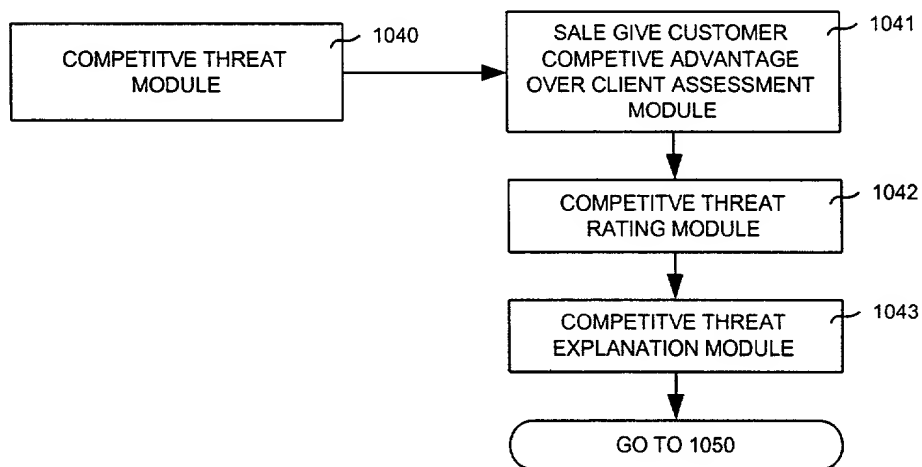 COMPETITVE THREAT
MODULE
1040
SALE GIVE CUSTOMER
COMPETIVE ADVANTAGE
OVER CLIENT ASSESSMENT
MODULE
1041
COMPETITVE THREAT
RATING MODULE
1042
COMPETITVE THREAT
EXPLANATION MODULE
1043
GO TO 1050